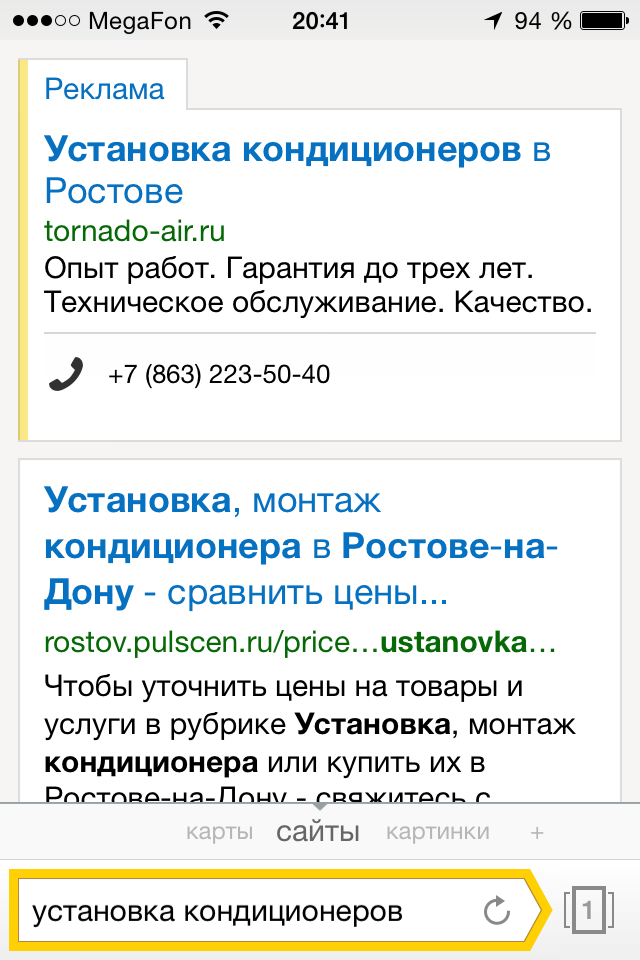 MegaFon 20:41 94 %
Реклама
Установка кондиционеров в
Ростове
tornado-air.ru
Опыт работ. Гарантия до трех лет.
Техническое обслуживание. Качество.
+7 (863) 223-50-40
Установка, монтаж
кондиционера в Ростове-на-
Дону - сравнить цены...
rostov.pulscen.ru/price...ustanovka...
Чтобы уточнить цены на товары и
услуги в рубрике Установка, монтаж
кондиционера или купить их в
Ростове-на-Дону - свяжитесь с
карты сайты картинки +
установка кондиционеров 1